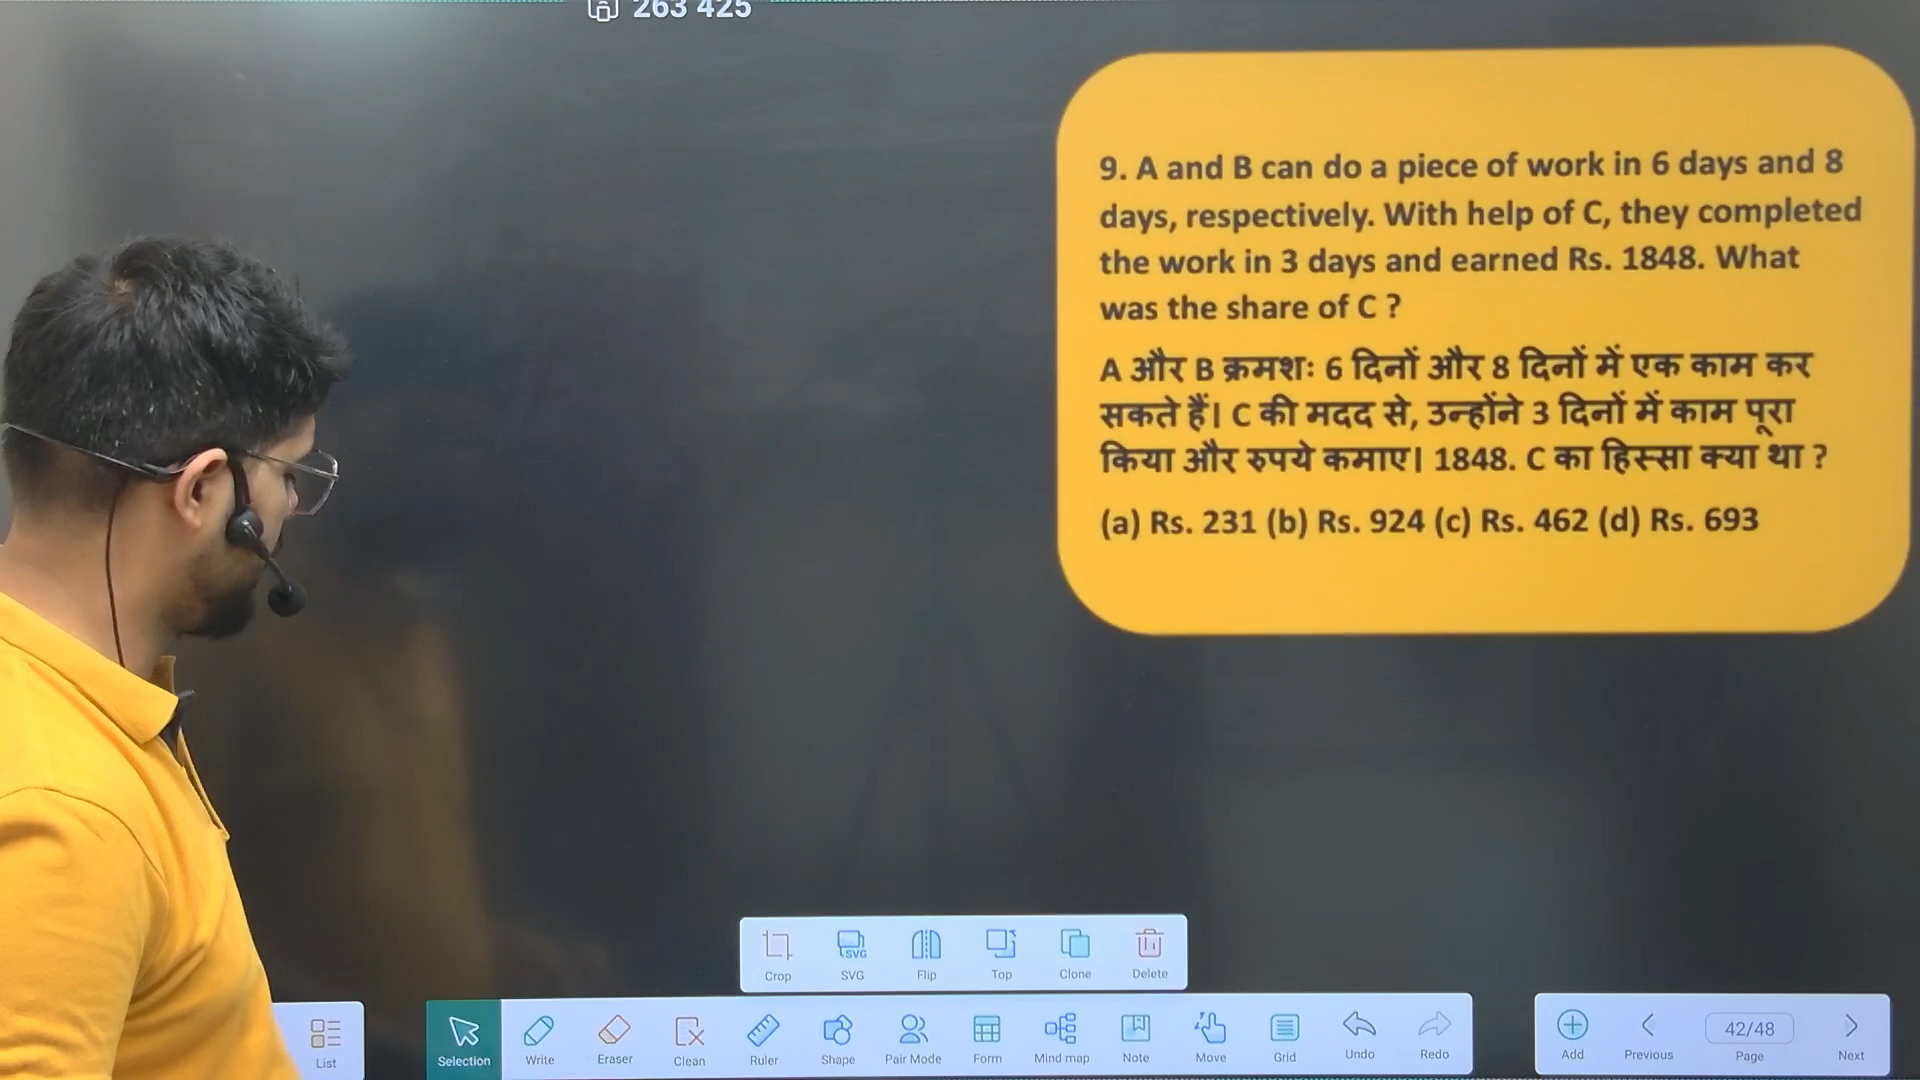 263 425
9. A and B can do a piece of work in 6 days and 8
days, respectively. With help of C, they completed
the work in 3 days and earned Rs. 1848. What
was the share of C ?
A और B क्रमशः 6 दिनों और 8 दिनों में एक काम कर
सकते हैं। C की मदद से, उन्होंने 3 दिनों में काम पूरा
किया और रुपये कमाए। 1848. C का हिस्सा क्या था ?
(a) Rs. 231 (b) Rs. 924 (c) Rs. 462 (d) Rs. 693
Crop SVG Flip Top Clone Delete
SVG
List Selection Write Eraser Clean Ruler Shape Pair Mode Form Mind map Note Move Grid Undo Redo Add Previous 42/48 Page Next